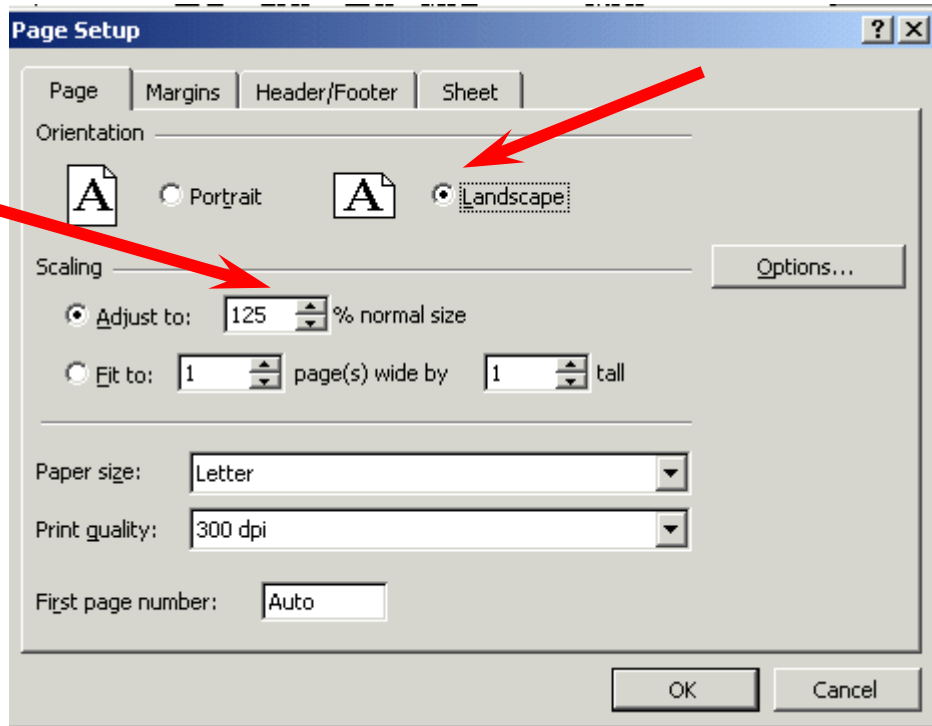 Page Setup
? X
Page Margins Header/Footer Sheet
Orientation
A Portrait A Landscape
Scaling
Options...
Adjust to: 125 % normal size
Fit to: 1 page(s) wide by 1 tall
Paper size: Letter
Print quality: 300 dpi
First page number: Auto
OK Cancel